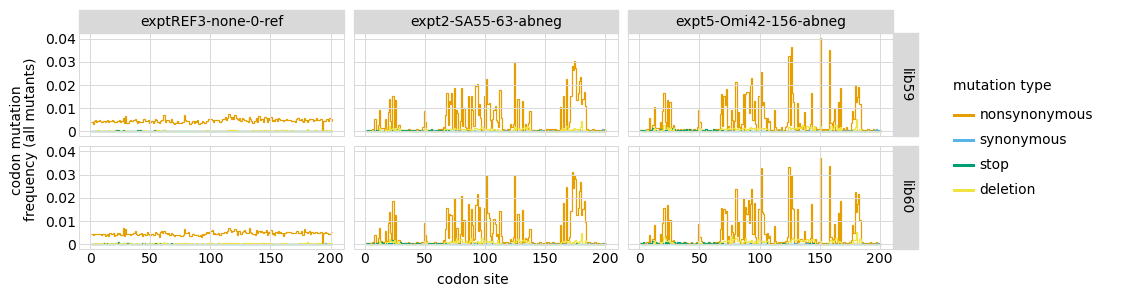 exptREF3-none-0-ref expt2-SA55-63-abneg expt5-Omi42-156-abneg
codon mutation
frequency (all mutants)
0.04
0.03
0.02
0.01
0
lib59
0.04
0.03
0.02
0.01
0
lib60
0 50 100 150 200 0 50 100 150 200 0 50 100 150 200
codon site
mutation type
nonsynonymous
synonymous
stop
deletion